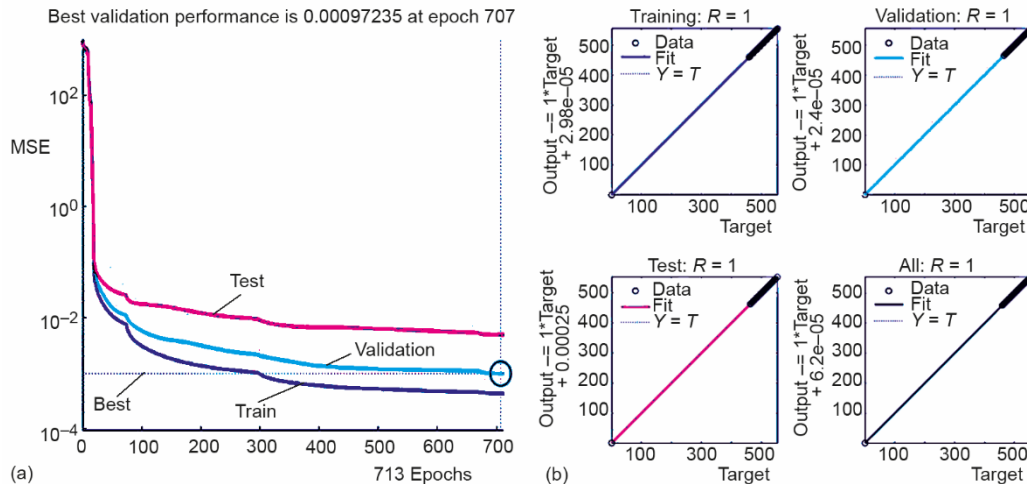 Best validation performance is 0.00097235 at epoch 707
10²
MSE
10⁰
10⁻²
10⁻⁴
Test
Validation
Best
Train
0 100 200 300 400 500 600 700
713 Epochs
(a)
Training: R = 1
Data
Fit
Y = T
500
400
300
200
100
Output –= 1*Target
+ 2.98e–05
100 300 500
Target
Validation: R = 1
Data
Fit
Y = T
500
400
300
200
100
Output –= 1*Target
+ 2.4e–05
100 300 500
Target
Test: R = 1
Data
Fit
Y = T
500
400
300
200
100
Output –= 1*Target
+ 0.00025
100 300 500
Target
All: R = 1
Data
Fit
Y = T
500
400
300
200
100
Output –= 1*Target
+ 6.2e–05
100 300 500
Target
(b)